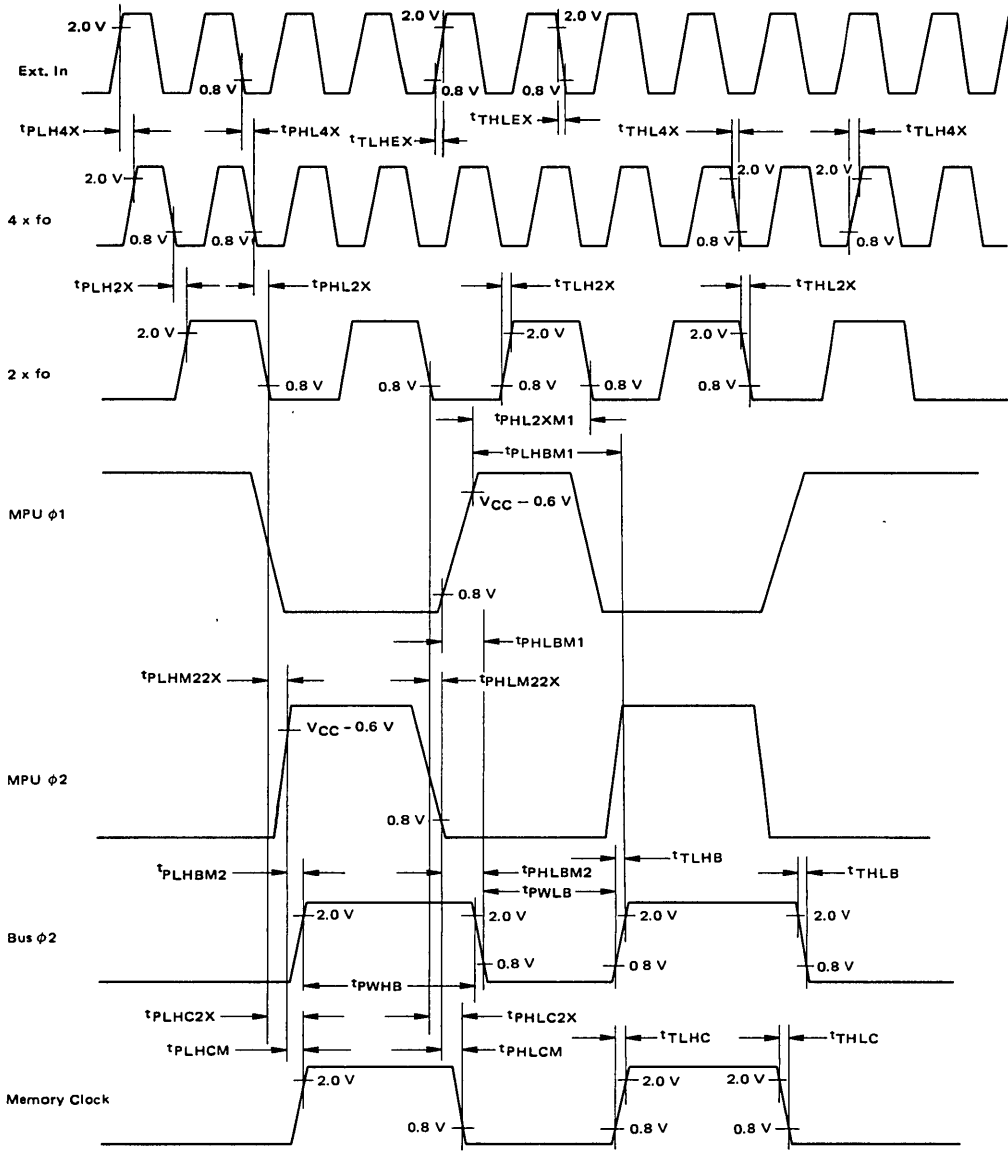 2.0 V
2.0 V
2.0 V
Ext. In
0.8 V
0.8 V
0.8 V
0.8 V
tPLH4X
tPHL4X
tTLHEX
tTHLEX
tTHL4X
tTLH4X
2.0 V
2.0 V
2.0 V
4 x fo
0.8 V
0.8 V
0.8 V
0.8 V
tPLH2X
tPHL2X
tTLH2X
tTHL2X
2.0 V
2.0 V
2.0 V
2 x fo
0.8 V
0.8 V
0.8 V
0.8 V
0.8 V
tPHL2XM1
tPLHBM1
MPU φ1
VCC – 0.6 V
0.8 V
tPHLBM1
tPLHM22X
tPHLM22X
VCC – 0.6 V
MPU φ2
0.8 V
tPLHBM2
tPHLBM2
tTLHB
tTHLB
tPWLB
2.0 V
2.0 V
2.0 V
2.0 V
Bus φ2
0.8 V
0.8 V
0.8 V
tPWHB
tPLHC2X
tPHLC2X
tPLHCM
tPHLCM
tTLHC
tTHLC
2.0 V
2.0 V
2.0 V
Memory Clock
0.8 V
0.8 V
0.8 V